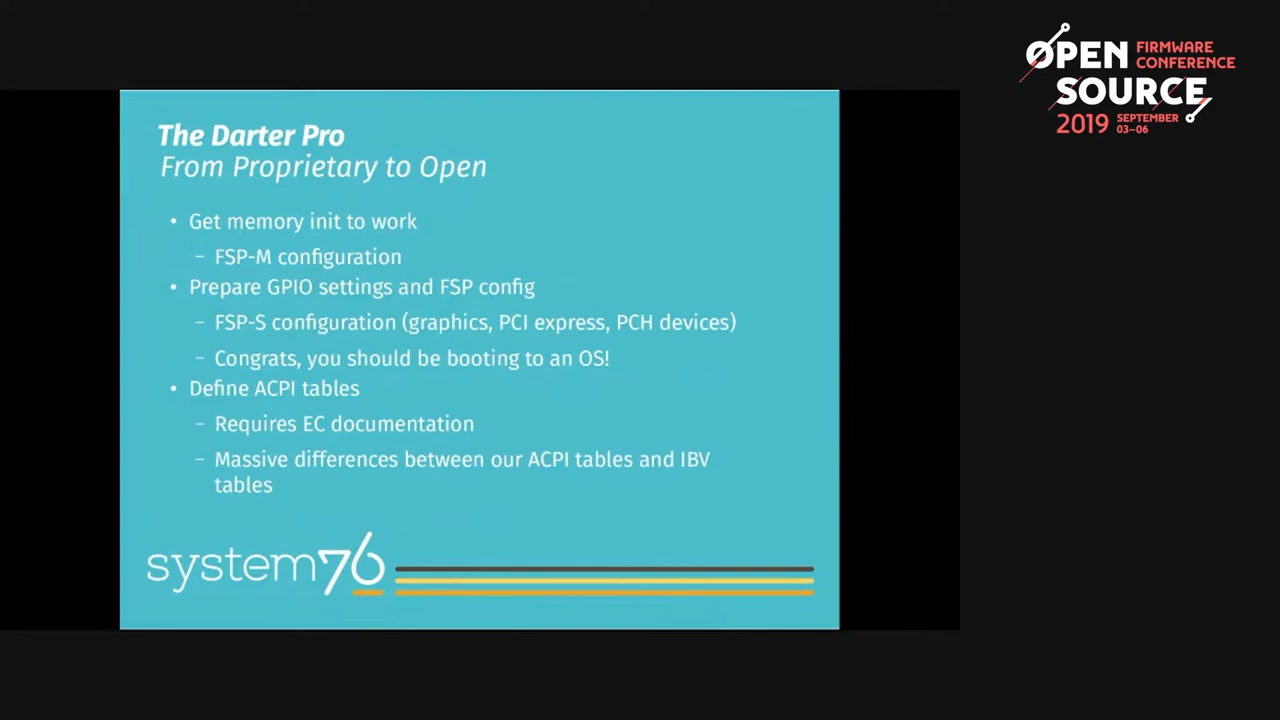 The Darter Pro
From Proprietary to Open
• Get memory init to work
– FSP-M configuration
• Prepare GPIO settings and FSP config
– FSP-S configuration (graphics, PCI express, PCH devices)
– Congrats, you should be booting to an OS!
• Define ACPI tables
– Requires EC documentation
– Massive differences between our ACPI tables and IBV
tables
system76
OPEN FIRMWARE
CONFERENCE
SOURCE
2019 SEPTEMBER
03–06